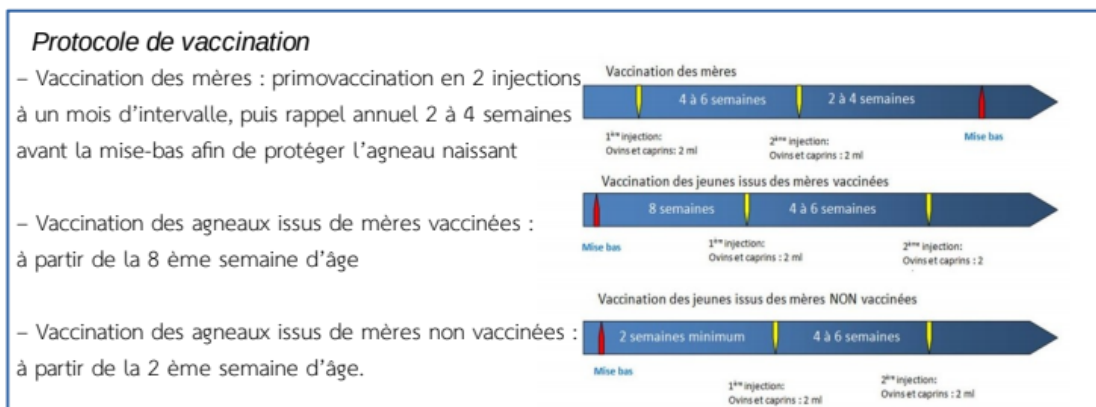 Protocole de vaccination
– Vaccination des mères : primovaccination en 2 injections
à un mois d’intervalle, puis rappel annuel 2 à 4 semaines
avant la mise-bas afin de protéger l’agneau naissant
– Vaccination des agneaux issus de mères vaccinées :
à partir de la 8 ème semaine d’âge
– Vaccination des agneaux issus de mères non vaccinées :
à partir de la 2 ème semaine d’âge.
Vaccination des mères
4 à 6 semaines
2 à 4 semaines
Mise bas
1ère injection:
Ovins et caprins: 2 ml
2ème injection:
Ovins et caprins : 2 ml
Vaccination des jeunes issus des mères vaccinées
8 semaines
4 à 6 semaines
Mise bas
1ère injection:
Ovins et caprins : 2 ml
2ème injection:
Ovins et caprins : 2
Vaccination des jeunes issus des mères NON vaccinées
2 semaines minimum
4 à 6 semaines
Mise bas
1ère injection:
Ovins et caprins : 2 ml
2ème injection:
Ovins et caprins : 2 ml